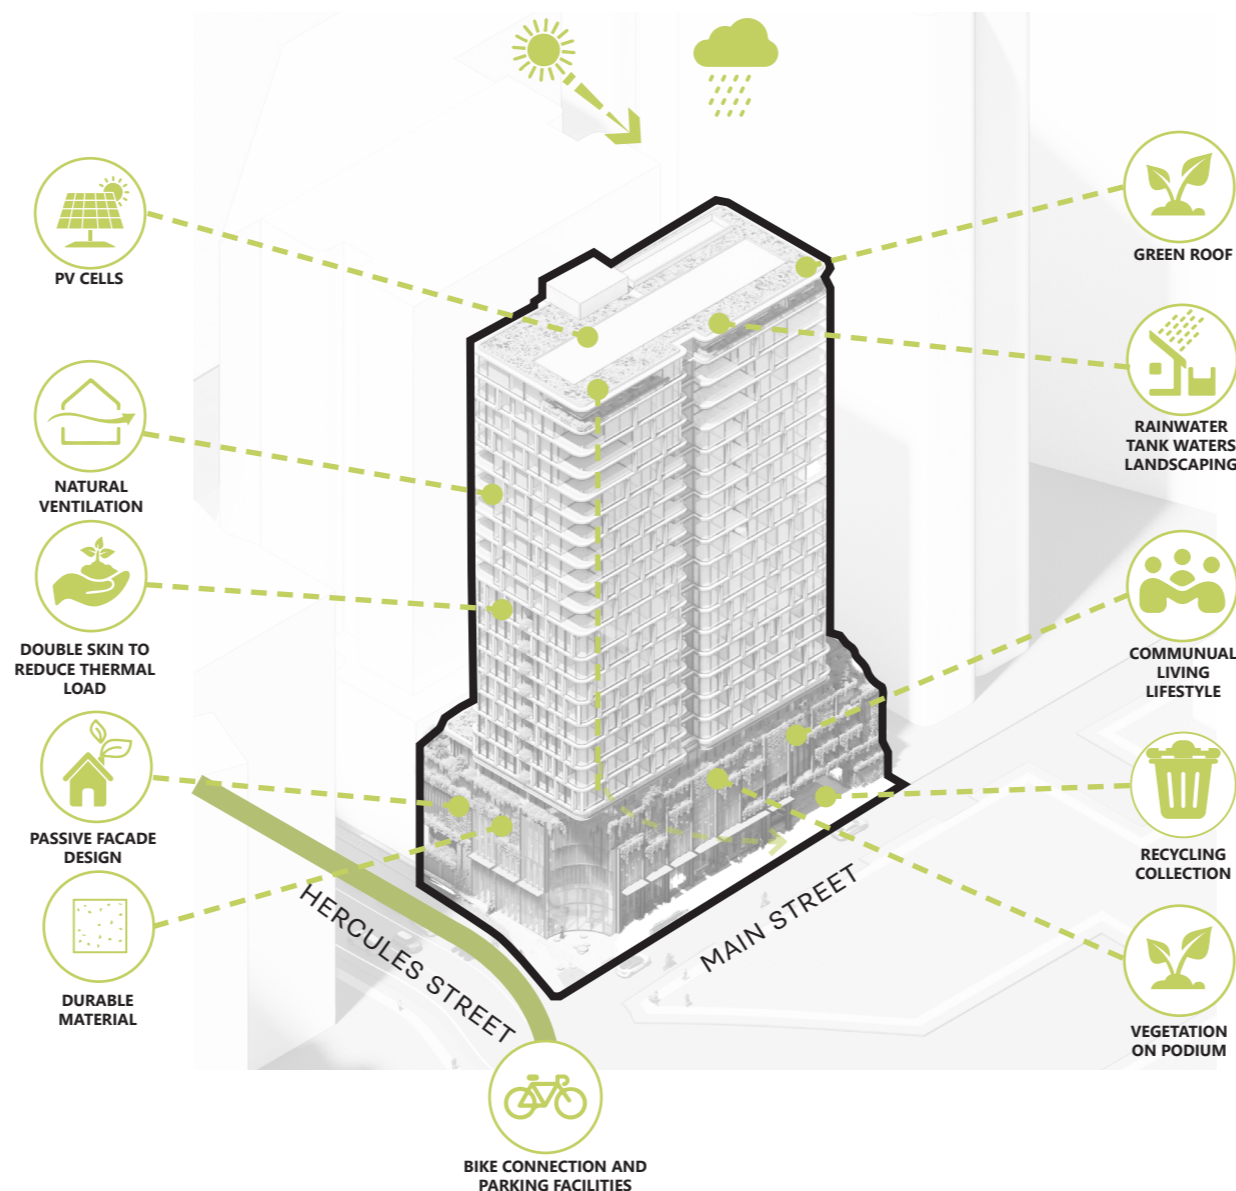 PV CELLS
NATURAL
VENTILATION
DOUBLE SKIN TO
REDUCE THERMAL
LOAD
PASSIVE FACADE
DESIGN
DURABLE
MATERIAL
HERCULES STREET
MAIN STREET
BIKE CONNECTION AND
PARKING FACILITIES
GREEN ROOF
RAINWATER
TANK WATERS
LANDSCAPING
COMMUNUAL
LIVING
LIFESTYLE
RECYCLING
COLLECTION
VEGETATION
ON PODIUM